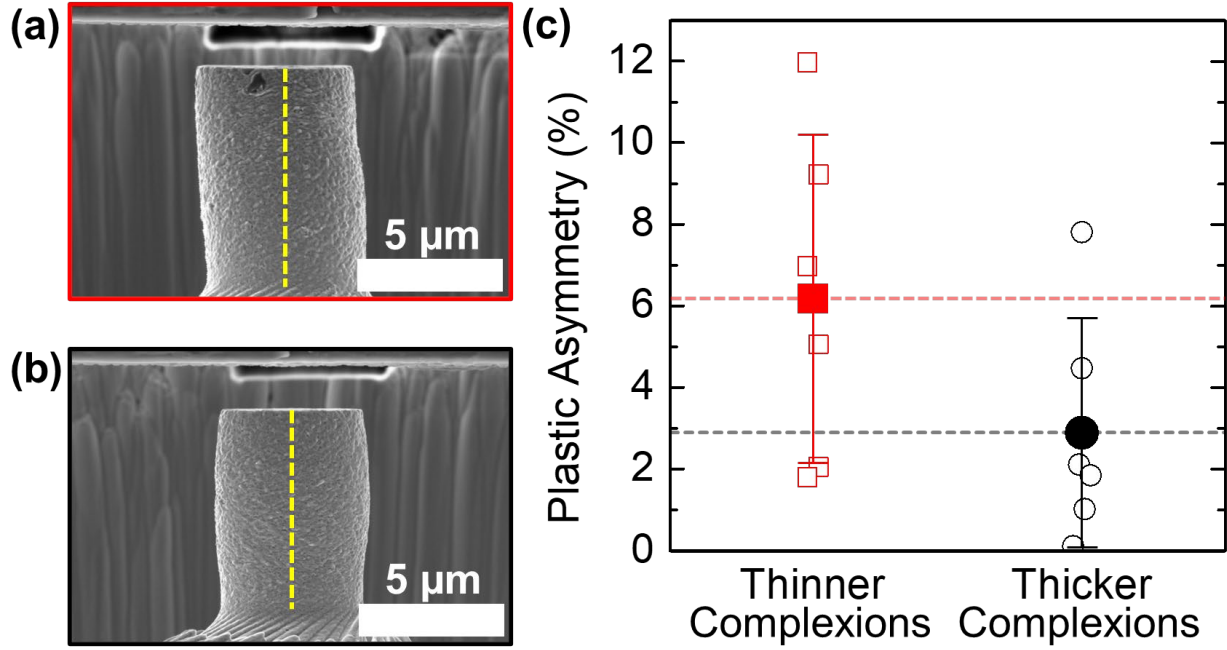 (a)
5 µm
(b)
5 µm
(c)
Plastic Asymmetry (%)
12
10
8
6
4
2
0
Thinner
Complexions
Thicker
Complexions